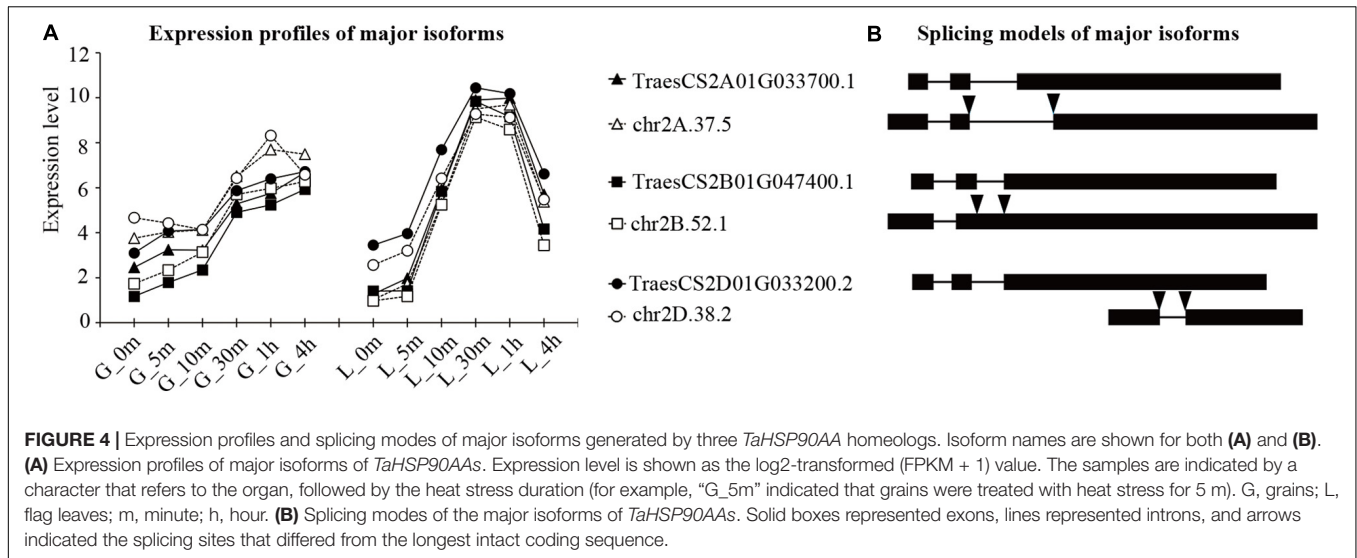 A Expression profiles of major isoforms
B Splicing models of major isoforms
Expression level
12
10
8
6
4
2
0
G_0m
G_5m
G_10m
G_30m
G_1h
G_4h
L_0m
L_5m
L_10m
L_30m
L_1h
L_4h
TraesCS2A01G033700.1
chr2A.37.5
TraesCS2B01G047400.1
chr2B.52.1
TraesCS2D01G033200.2
chr2D.38.2
FIGURE 4 | Expression profiles and splicing modes of major isoforms generated by three TaHSP90AA homeologs. Isoform names are shown for both (A) and (B).
(A) Expression profiles of major isoforms of TaHSP90AAs. Expression level is shown as the log2-transformed (FPKM + 1) value. The samples are indicated by a
character that refers to the organ, followed by the heat stress duration (for example, “G_5m” indicated that grains were treated with heat stress for 5 m). G, grains; L,
flag leaves; m, minute; h, hour. (B) Splicing modes of the major isoforms of TaHSP90AAs. Solid boxes represented exons, lines represented introns, and arrows
indicated the splicing sites that differed from the longest intact coding sequence.